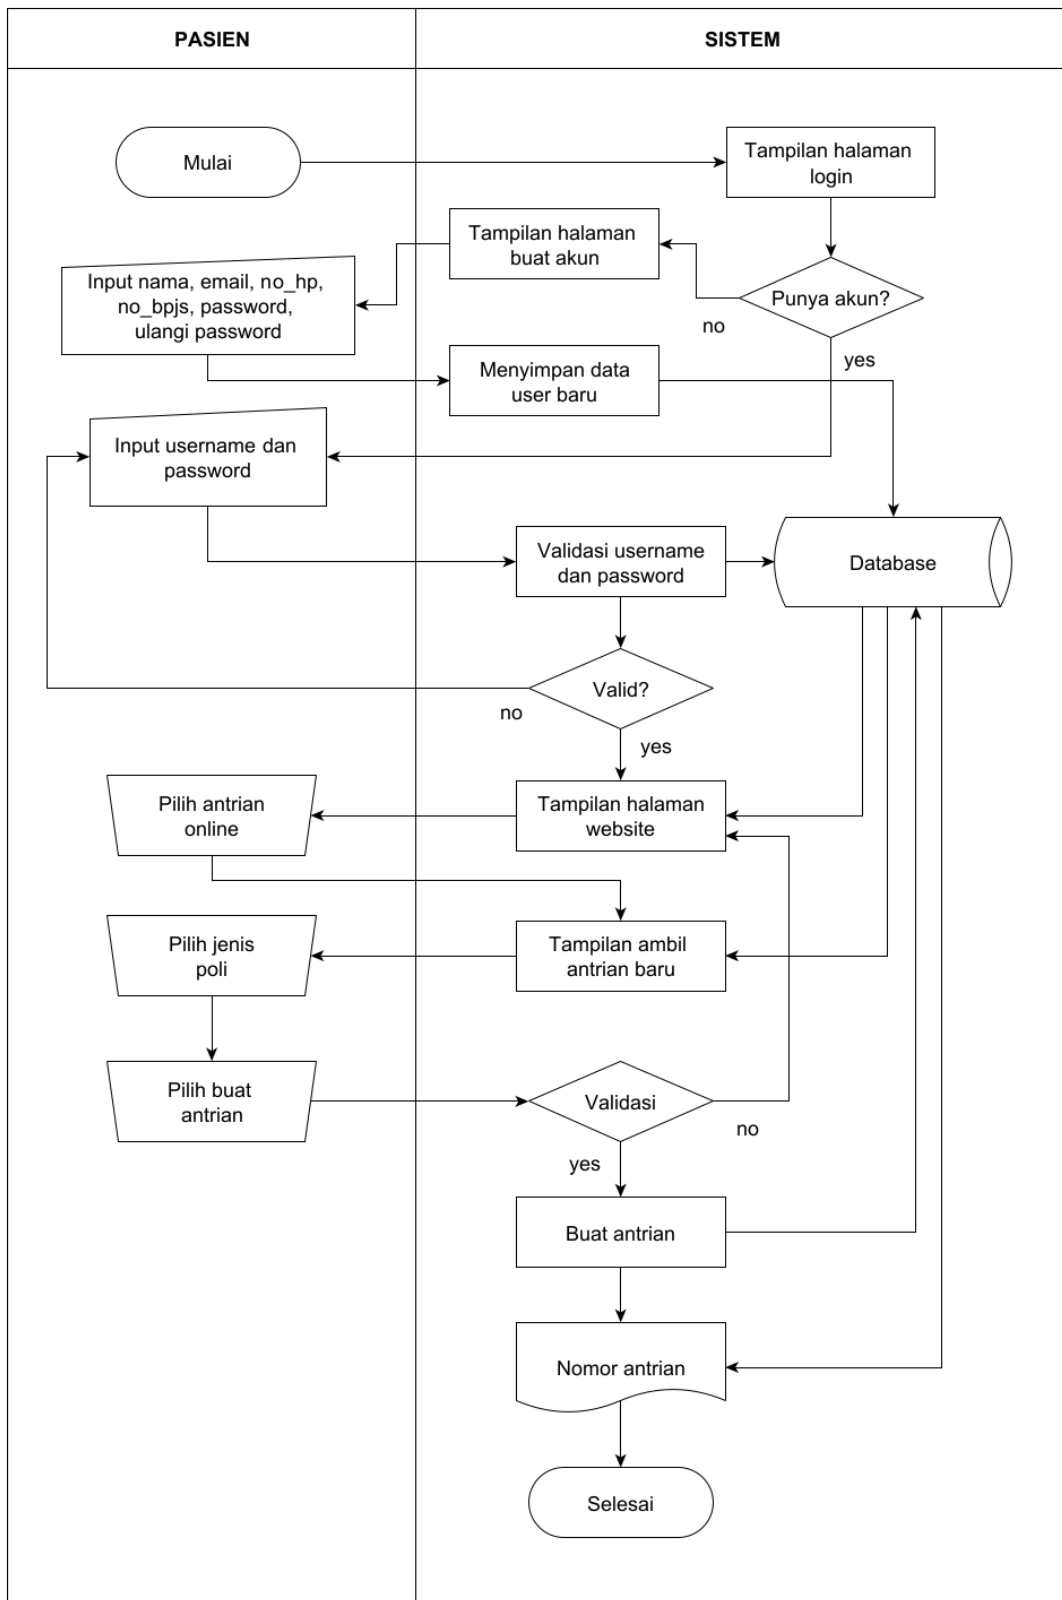 PASIEN
SISTEM
Mulai
Tampilan halaman
login
Tampilan halaman
buat akun
Punya akun?
no
yes
Input nama, email, no_hp,
no_bpjs, password,
ulangi password
Menyimpan data
user baru
Input username dan
password
Validasi username
dan password
Database
Valid?
no
yes
Pilih antrian
online
Tampilan halaman
website
Pilih jenis
poli
Tampilan ambil
antrian baru
Pilih buat
antrian
Validasi
no
yes
Buat antrian
Nomor antrian
Selesai